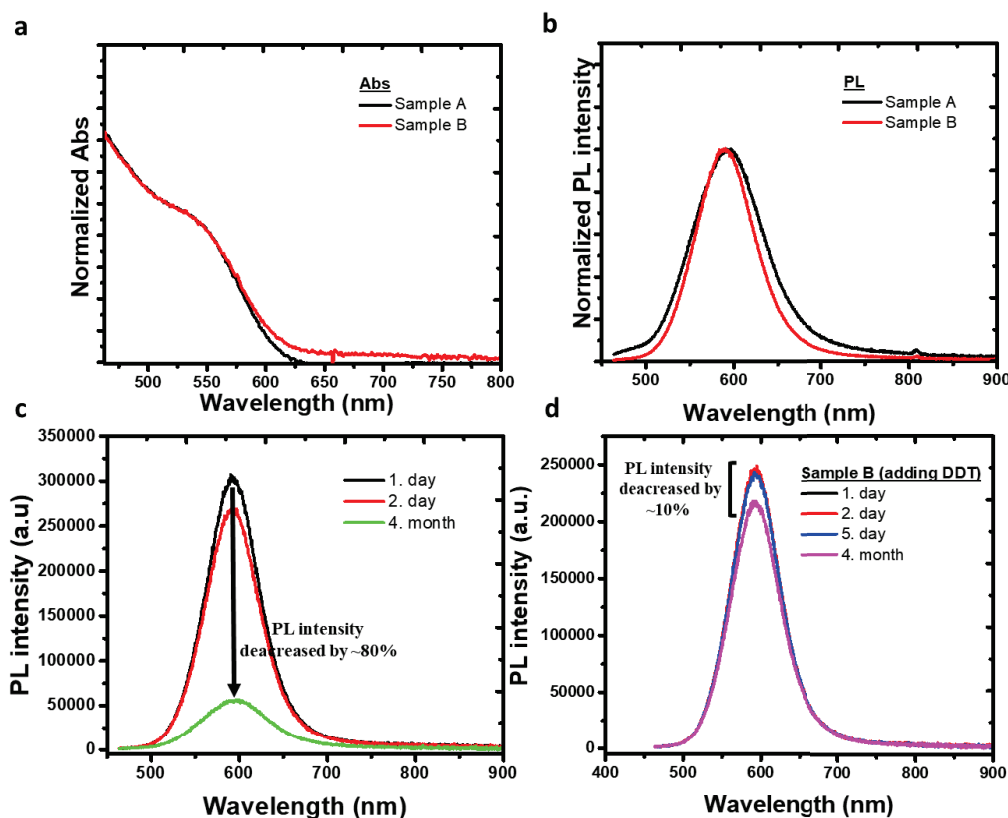 a
Normalized Abs
Abs
Sample A
Sample B
500 550 600 650 700 750 800
Wavelength (nm)
b
Normalized PL intensity
PL
Sample A
Sample B
500 600 700 800 900
Wavelength (nm)
c
PL intensity (a.u)
350000
300000
250000
200000
150000
100000
50000
0
1. day
2. day
4. month
PL intensity
deacreased by ~80%
500 600 700 800 900
Wavelength (nm)
d
PL intensity (a.u.)
250000
200000
150000
100000
50000
0
PL intensity
deacreased by
~10%
Sample B (adding DDT)
1. day
2. day
5. day
4. month
400 500 600 700 800 900
Wavelength (nm)